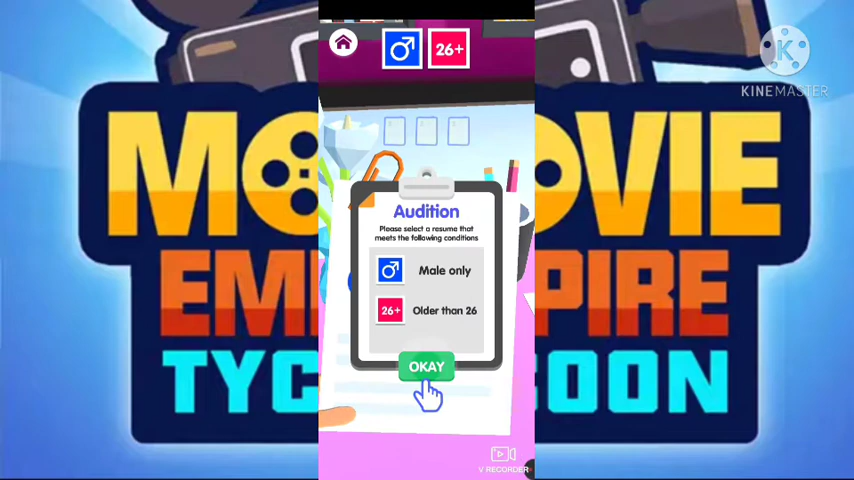 26+
KINEMASTER
MOVIE
EMPIRE
TYCOON
Audition
Please select a resume that
meets the following conditions
Male only
26+ Older than 26
OKAY
V RECORDER